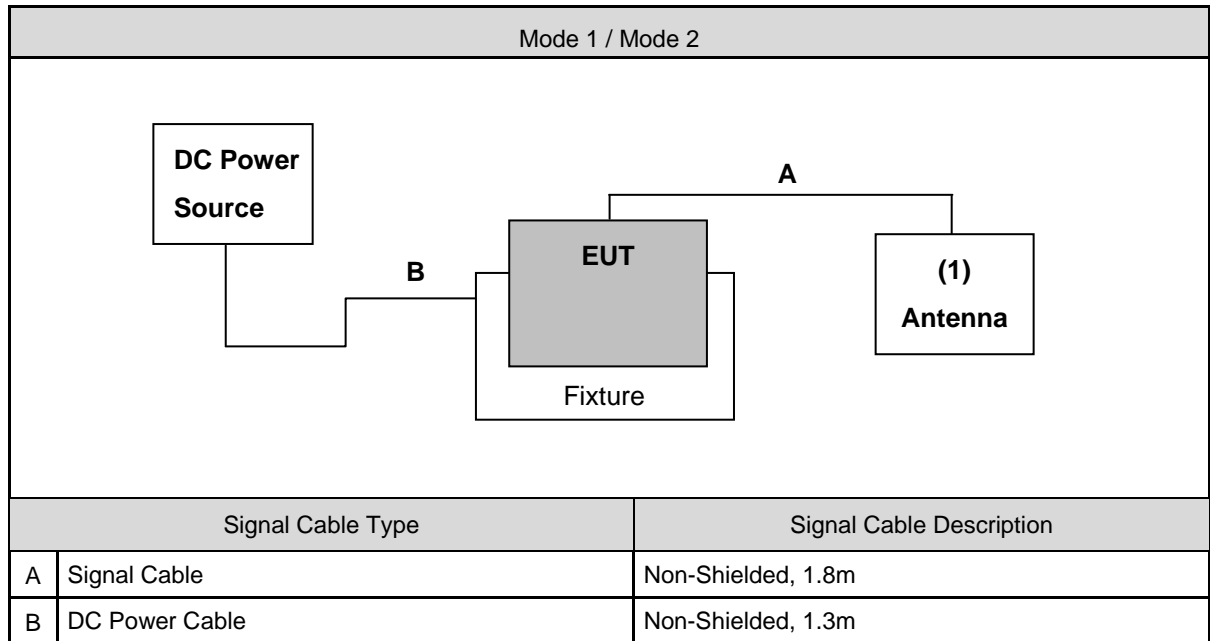 Mode 1 / Mode 2
DC Power
Source
A
B
EUT
(1)
Antenna
Fixture
Signal Cable Type
Signal Cable Description
A
Signal Cable
Non-Shielded, 1.8m
B
DC Power Cable
Non-Shielded, 1.3m